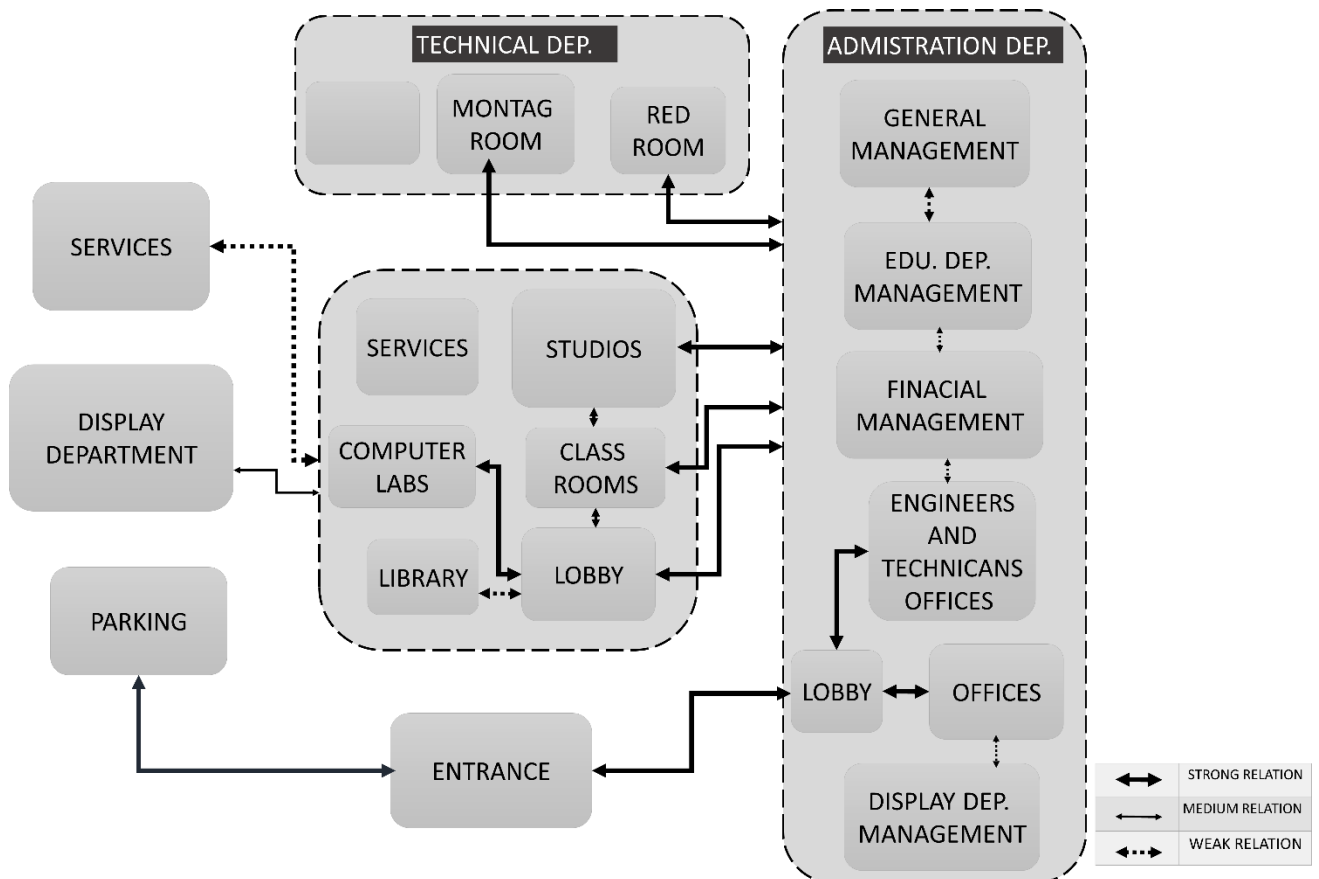 TECHNICAL DEP.
MONTAG
ROOM
RED
ROOM
ADMISTRATION DEP.
GENERAL
MANAGEMENT
EDU. DEP.
MANAGEMENT
FINACIAL
MANAGEMENT
ENGINEERS
AND
TECHNICANS
OFFICES
LOBBY
OFFICES
DISPLAY DEP.
MANAGEMENT
SERVICES
DISPLAY
DEPARTMENT
PARKING
SERVICES
STUDIOS
COMPUTER
LABS
CLASS
ROOMS
LIBRARY
LOBBY
ENTRANCE
STRONG RELATION
MEDIUM RELATION
WEAK RELATION